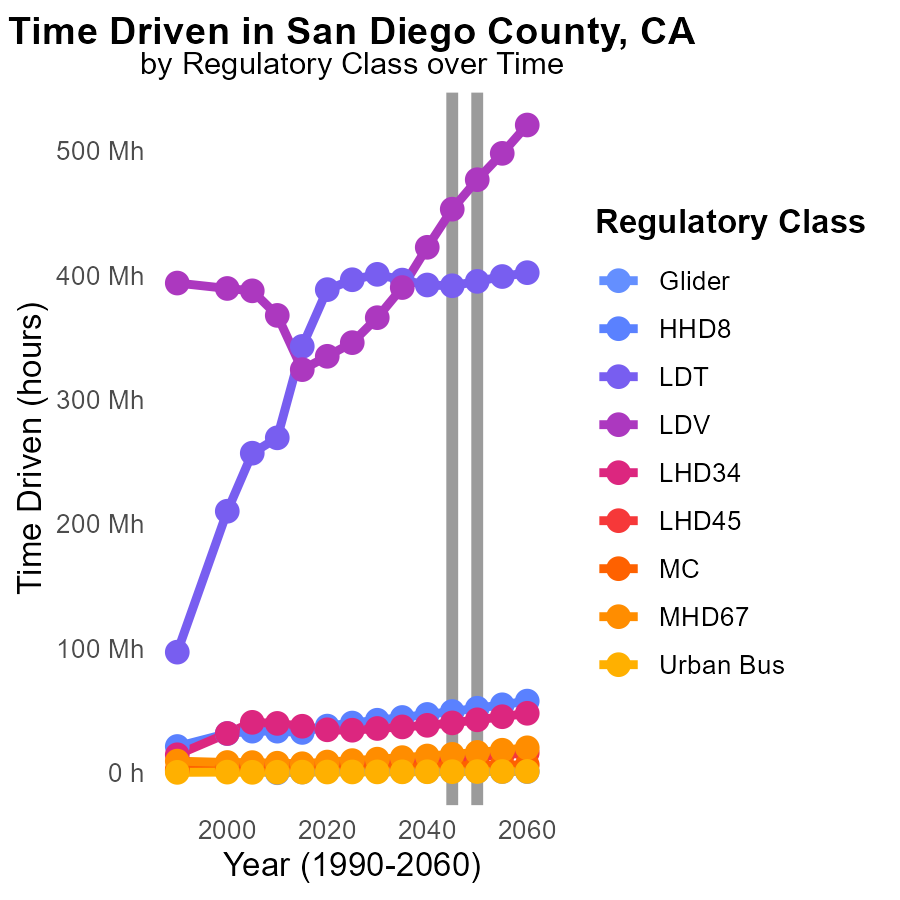 Time Driven in San Diego County, CA
by Regulatory Class over Time
500 Mh
400 Mh
300 Mh
200 Mh
100 Mh
0 h
Time Driven (hours)
2000 2020 2040 2060
Year (1990-2060)
Regulatory Class
Glider
HHD8
LDT
LDV
LHD34
LHD45
MC
MHD67
Urban Bus